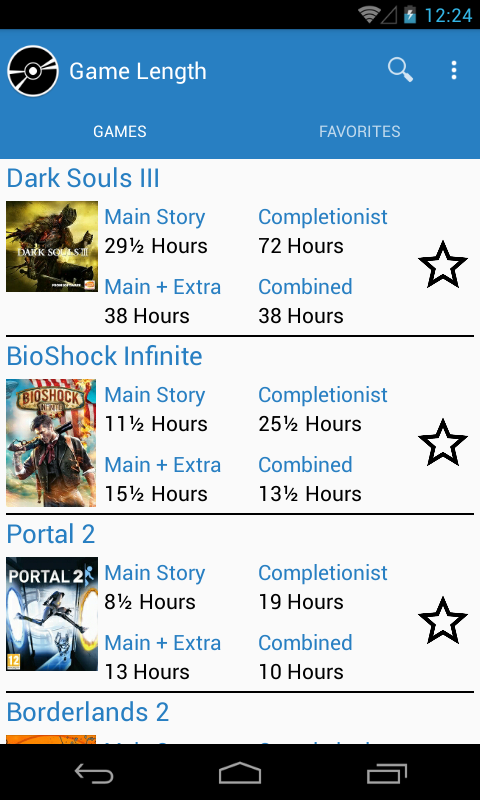 12:24
Game Length
GAMES FAVORITES
Dark Souls III
DARK SOULS III
Main Story Completionist
29½ Hours 72 Hours
Main + Extra Combined
38 Hours 38 Hours
BioShock Infinite
BIOSHOCK
INFINITE
Main Story Completionist
11½ Hours 25½ Hours
Main + Extra Combined
15½ Hours 13½ Hours
Portal 2
PORTAL 2
Main Story Completionist
8½ Hours 19 Hours
Main + Extra Combined
13 Hours 10 Hours
12
Borderlands 2